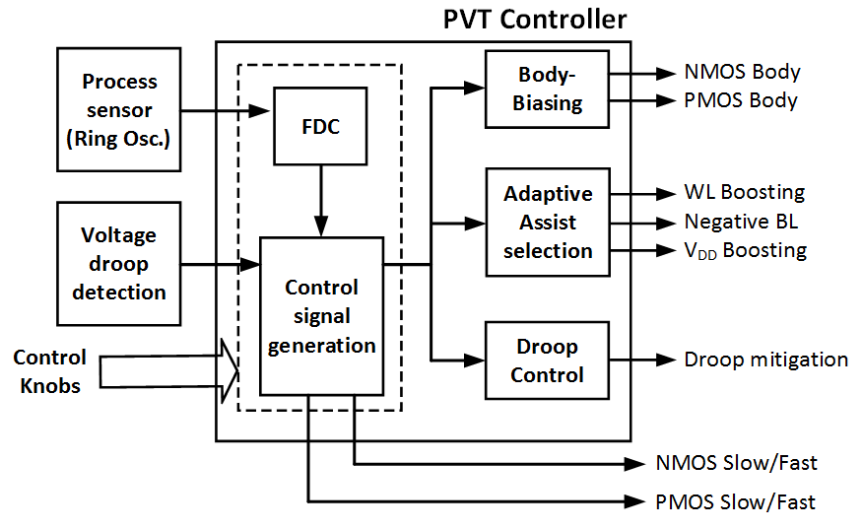 PVT Controller
Process
sensor
(Ring Osc.)
FDC
Body-
Biasing
NMOS Body
PMOS Body
Voltage
droop
detection
Control
signal
generation
Adaptive
Assist
selection
WL Boosting
Negative BL
VDD Boosting
Control
Knobs
Droop
Control
Droop mitigation
NMOS Slow/Fast
PMOS Slow/Fast